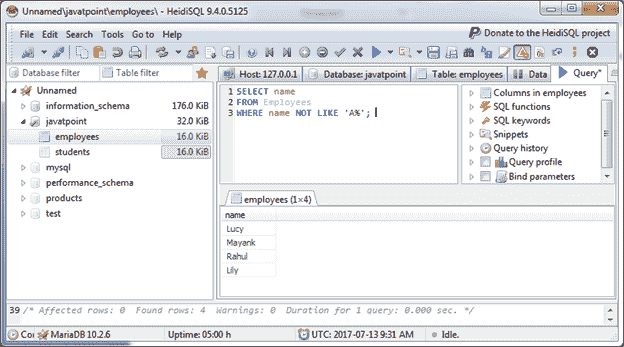 Unnamed\javatpoint\employees\ - HeidiSQL 9.4.0.5125
File Edit Search Tools Go to Help
Donate to the HeidiSQL project
Database filter
Table filter
Host: 127.0.0.1
Database: javatpoint
Table: employees
Data
Query*
Unnamed
information_schema 176.0 KiB
javatpoint 32.0 KiB
employees 16.0 KiB
students 16.0 KiB
mysql
performance_schema
products
test
1 SELECT name
2 FROM Employees
3 WHERE name NOT LIKE 'A%';
Columns in employees
SQL functions
SQL keywords
Snippets
Query history
Query profile
Bind parameters
employees (1×4)
name
Lucy
Mayank
Rahul
Lily
39 /* Affected rows: 0 Found rows: 4 Warnings: 0 Duration for 1 query: 0.000 sec. */
MariaDB 10.2.6
Uptime: 05:00 h
UTC: 2017-07-13 9:31 AM
Idle.